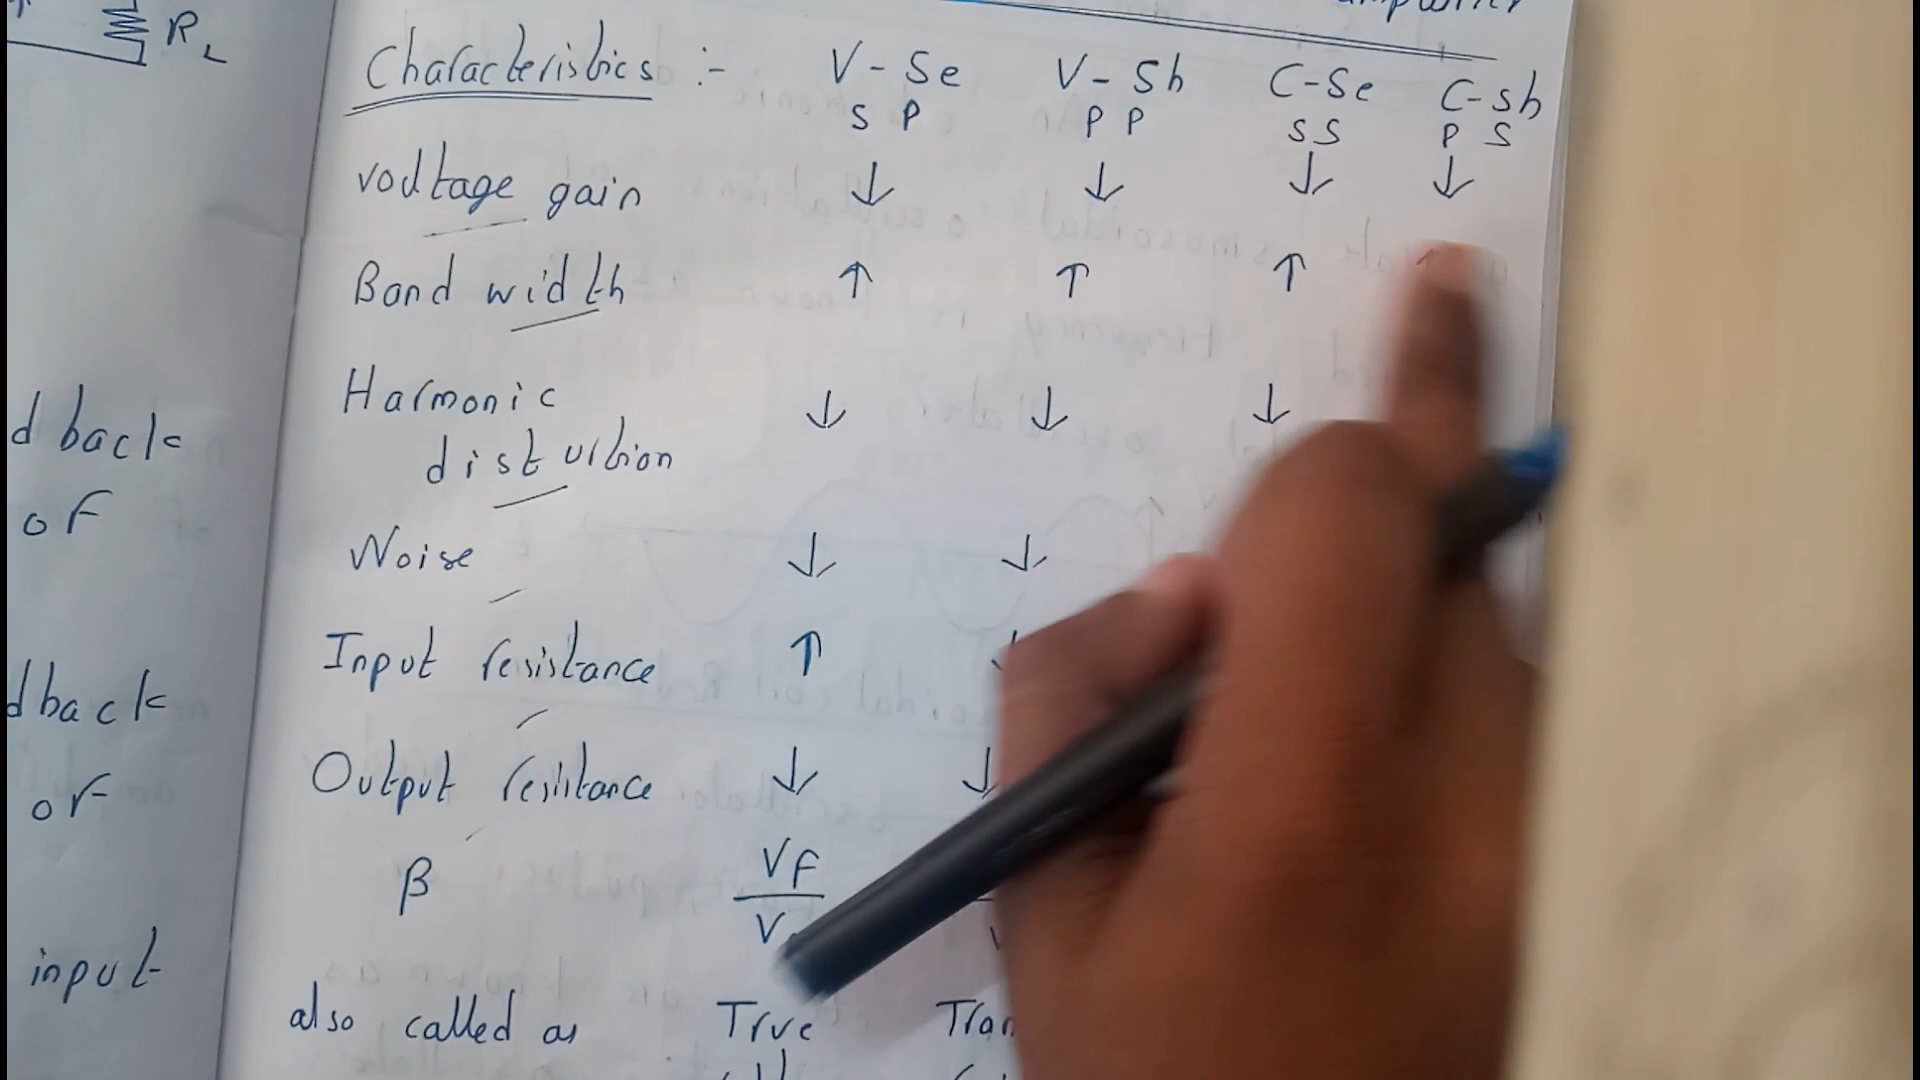 R L
Characteristics :- V - Se V - Sh C - Se C - sh
S P P P S S P S
voltage gain ↓ ↓ ↓ ↓
Band width ↑ ↑ ↑
Harmonic ↓ ↓ ↓
distortion
d back
of
Noise ↓ ↓
Input resistance ↑
d back
Output resistance ↓ ↓
or
β VF
V
input
also called as True